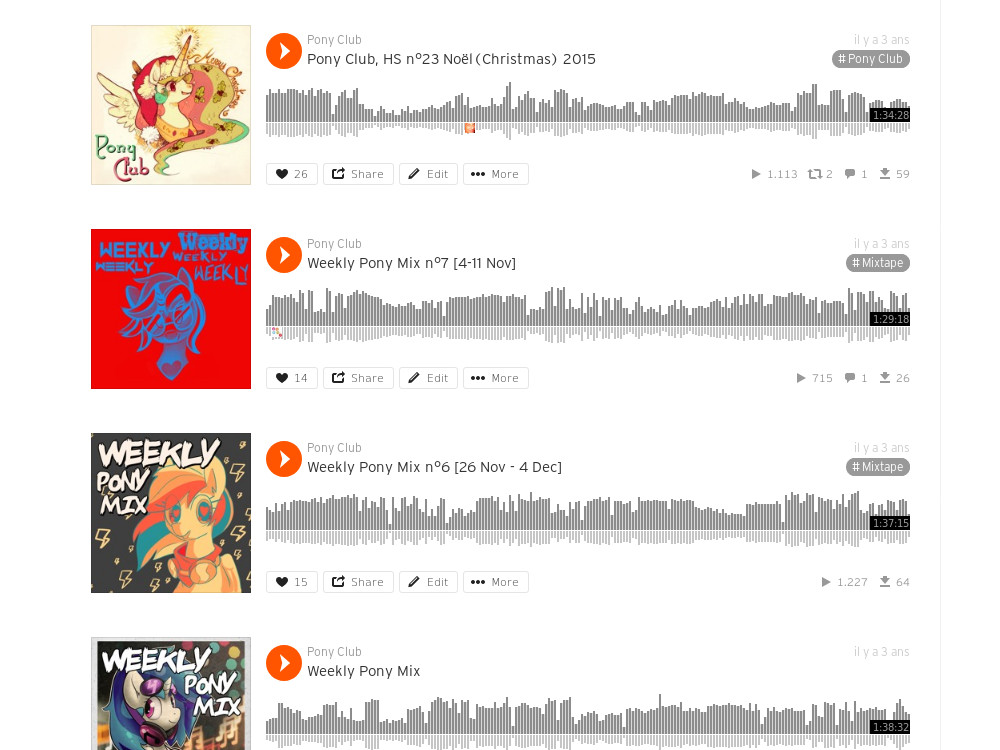 Pony Club
il y a 3 ans
Pony Club, HS nº23 Noël (Christmas) 2015
# Pony Club
1:34:28
Pony
Club
26
Share
Edit
More
1.113
2
1
59
Pony Club
il y a 3 ans
Weekly Pony Mix nº7 [4-11 Nov]
# Mixtape
WEEKLY Weekly
WEEKLY
WEEKLY
WEEKLY
1:29:18
14
Share
Edit
More
715
1
26
Pony Club
il y a 3 ans
Weekly Pony Mix nº6 [26 Nov - 4 Dec]
# Mixtape
WEEKLY
PONY
MIX
1:37:15
15
Share
Edit
More
1.227
64
Pony Club
il y a 3 ans
Weekly Pony Mix
WEEKLY
PONY
MIX
1:38:32